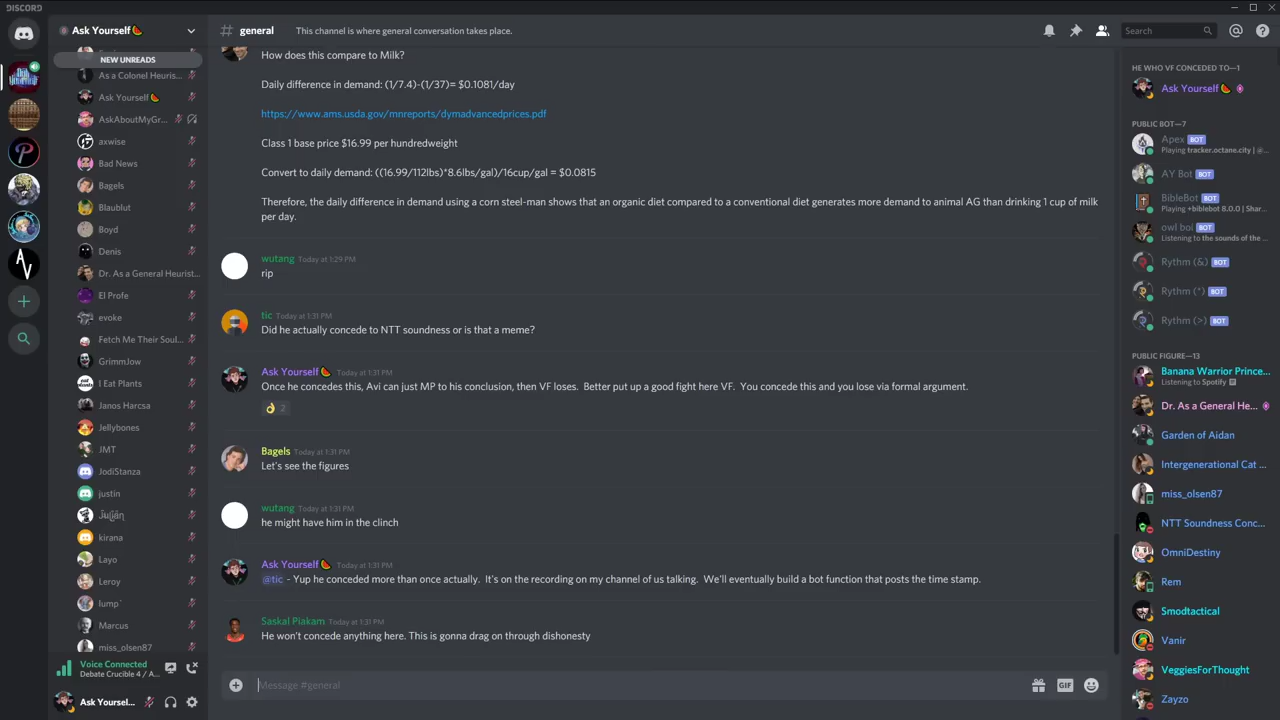 DISCORD
Ask Yourself🍉
# general
This channel is where general conversation takes place.
Search
NEW UNREADS
As a Colonel Heuris...
Ask Yourself🍉
AskAboutMyGr...
axwise
Bad News
Bagels
Blaublut
Boyd
Denis
Dr. As a General Heurist...
El Profe
evoke
Fetch Me Their Soul...
GrimmJow
I Eat Plants
Janos Harcsa
Jellybones
JMT
JodiStanza
justin
kirana
Layo
Leroy
lump`
Marcus
miss_olsen87
Voice Connected
Debate Crucible 4 / A...
Ask Yoursel...
How does this compare to Milk?
Daily difference in demand: (1/7.4)-(1/37)= $0.1081/day
https://www.ams.usda.gov/mnreports/dymadvancedprices.pdf
Class 1 base price $16.99 per hundredweight
Convert to daily demand: ((16.99/112lbs)*8.6lbs/gal)/16cup/gal = $0.0815
Therefore, the daily difference in demand using a corn steel-man shows that an organic diet compared to a conventional diet generates more demand to animal AG than drinking 1 cup of milk
per day.
wutang Today at 1:29 PM
rip
tic Today at 1:31 PM
Did he actually concede to NTT soundness or is that a meme?
Ask Yourself🍉 Today at 1:31 PM
Once he concedes this, Avi can just MP to his conclusion, then VF loses. Better put up a good fight here VF. You concede this and you lose via formal argument.
👌 2
Bagels Today at 1:31 PM
Let's see the figures
wutang Today at 1:31 PM
he might have him in the clinch
Ask Yourself🍉 Today at 1:31 PM
@tic - Yup he conceded more than once actually. It's on the recording on my channel of us talking. We'll eventually build a bot function that posts the time stamp.
Saskal Piakam Today at 1:31 PM
He won't concede anything here. This is gonna drag on through dishonesty
Message #general
GIF
HE WHO VF CONCEDED TO—1
Ask Yourself🍉
PUBLIC BOT—7
Apex BOT
Playing tracker.octane.city | @...
AY Bot BOT
BibleBot BOT
Playing +biblebot 8.0.0 | Shar...
owl boi BOT
Listening to the sounds of the...
Rythm (&) BOT
Rythm (*) BOT
Rythm (>) BOT
PUBLIC FIGURE—13
Banana Warrior Prince...
Listening to Spotify
Dr. As a General He...
Garden of Aidan
Intergenerational Cat ...
miss_olsen87
NTT Soundness Conc...
OmniDestiny
Rem
Smodtactical
Vanir
VeggiesForThought
Zayzo